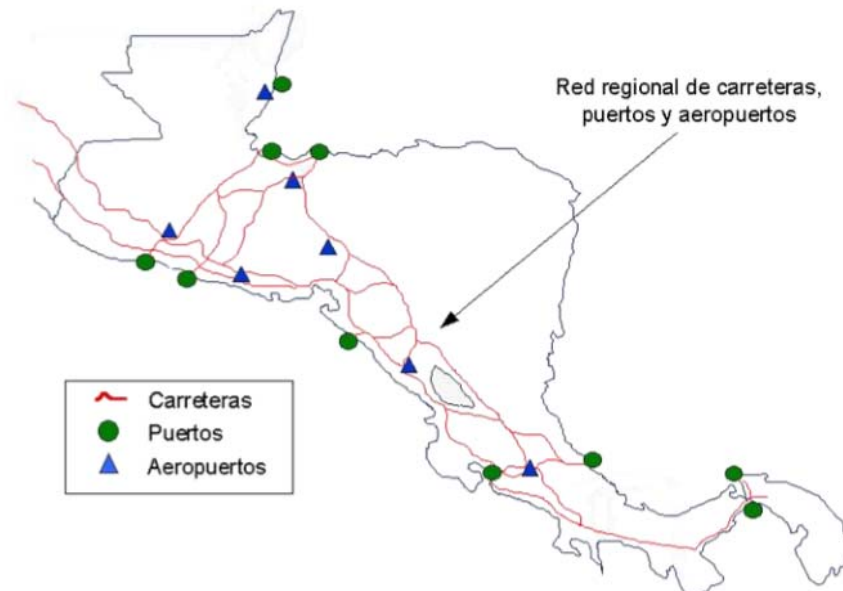 Red regional de carreteras,
puertos y aeropuertos
Carreteras
Puertos
Aeropuertos